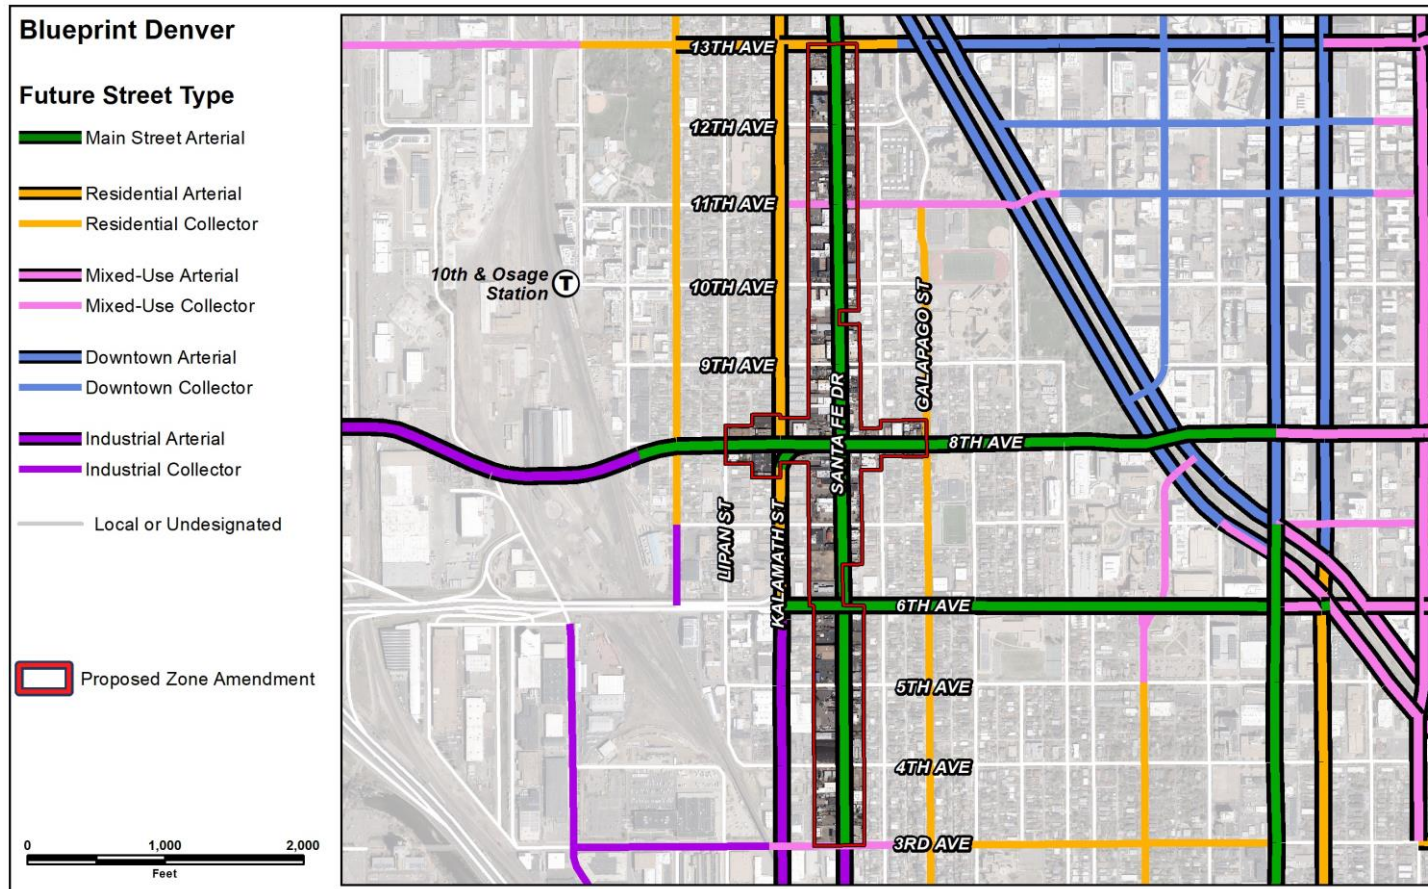 Blueprint Denver
Future Street Type
Main Street Arterial
Residential Arterial
Residential Collector
Mixed-Use Arterial
Mixed-Use Collector
Downtown Arterial
Downtown Collector
Industrial Arterial
Industrial Collector
Local or Undesignated
Proposed Zone Amendment
0 1,000 2,000
Feet
13TH AVE
12TH AVE
11TH AVE
10th & Osage
Station
T
10TH AVE
9TH AVE
GALAPAGO ST
SANTA FE DR
8TH AVE
LIPAN ST
KALAMATH ST
6TH AVE
5TH AVE
4TH AVE
3RD AVE